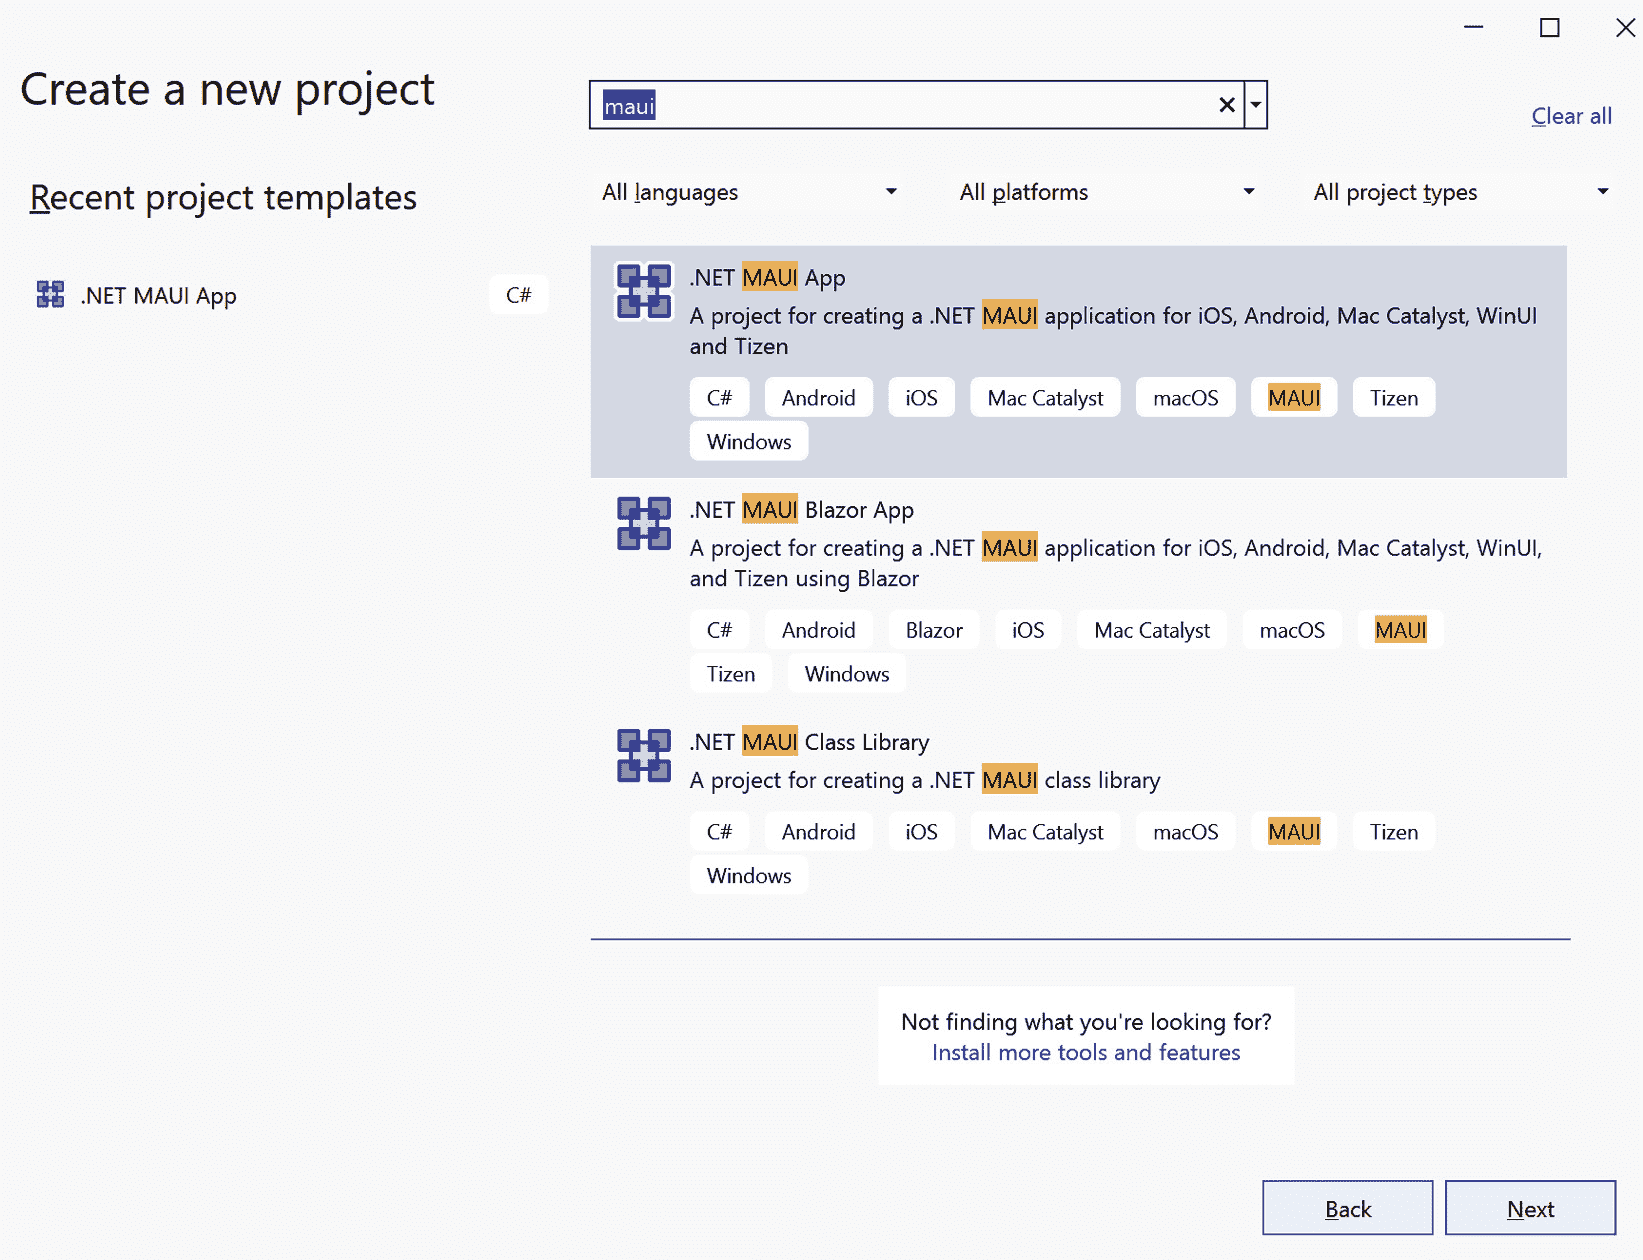 Create a new project
maui
Clear all
Recent project templates
All languages
All platforms
All project types
.NET MAUI App
C#
.NET MAUI App
A project for creating a .NET MAUI application for iOS, Android, Mac Catalyst, WinUI
and Tizen
C# Android iOS Mac Catalyst macOS MAUI Tizen
Windows
.NET MAUI Blazor App
A project for creating a .NET MAUI application for iOS, Android, Mac Catalyst, WinUI,
and Tizen using Blazor
C# Android Blazor iOS Mac Catalyst macOS MAUI
Tizen Windows
.NET MAUI Class Library
A project for creating a .NET MAUI class library
C# Android iOS Mac Catalyst macOS MAUI Tizen
Windows
Not finding what you're looking for?
Install more tools and features
Back
Next